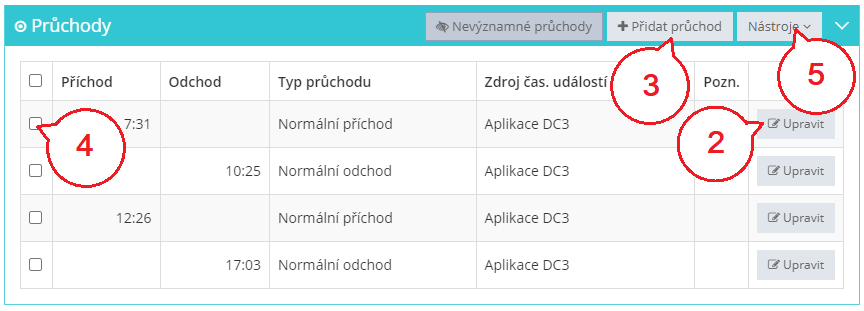 Průchody
Nevýznamné průchody
Přidat průchod
Nástroje
3
5
Příchod Odchod Typ průchodu Zdroj čas. událostí Pozn.
4
2
7:31 Normální příchod Aplikace DC3 Upravit
10:25 Normální odchod Aplikace DC3 Upravit
12:26 Normální příchod Aplikace DC3 Upravit
17:03 Normální odchod Aplikace DC3 Upravit